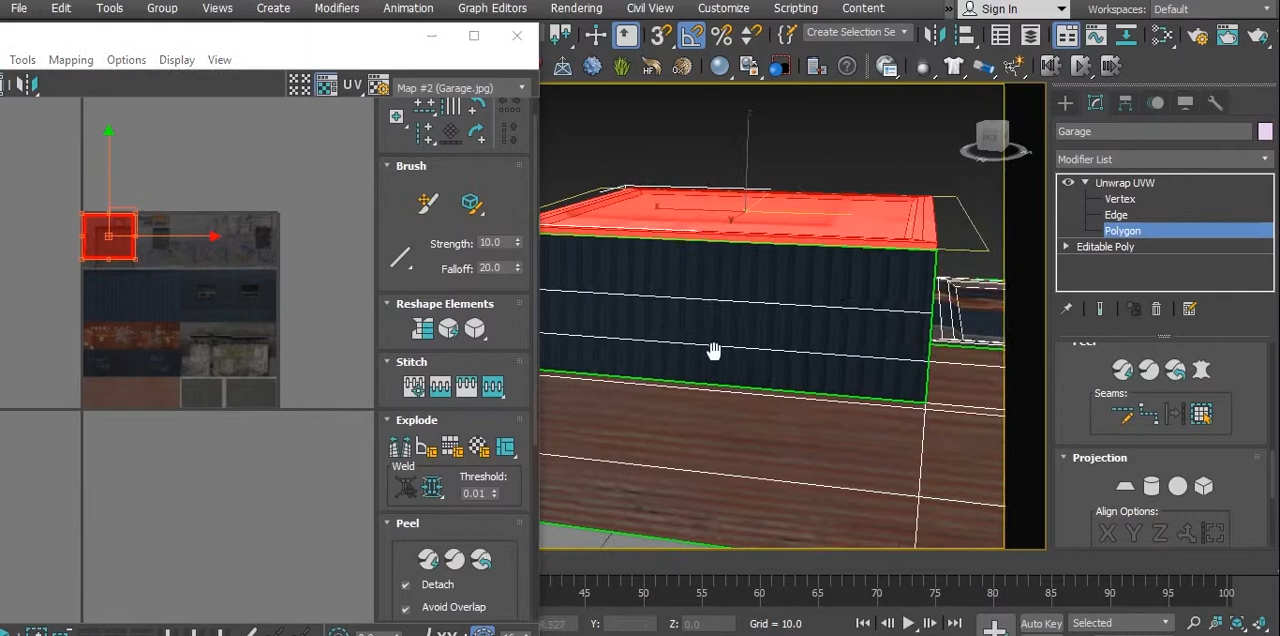 File Edit Tools Group Views Create Modifiers Animation Graph Editors Rendering Civil View Customize Scripting Content » Sign In Workspaces: Default
Create Selection Se
Tools Mapping Options Display View
UV Map #2 (Garage.jpg)
Brush
Strength: 10.0
Falloff: 20.0
Reshape Elements
Stitch
Explode
Weld
Threshold:
0.01
Peel
Detach
Avoid Overlap
z
x
y
BACK
Garage
Modifier List
Unwrap UVW
Vertex
Edge
Polygon
Editable Poly
Peel
Seams:
Projection
Align Options:
X Y Z
45 50 55 60 65 70 75 80 85 90 95 100
Y: Z: 0.0 Grid = 10.0 Auto Key Selected